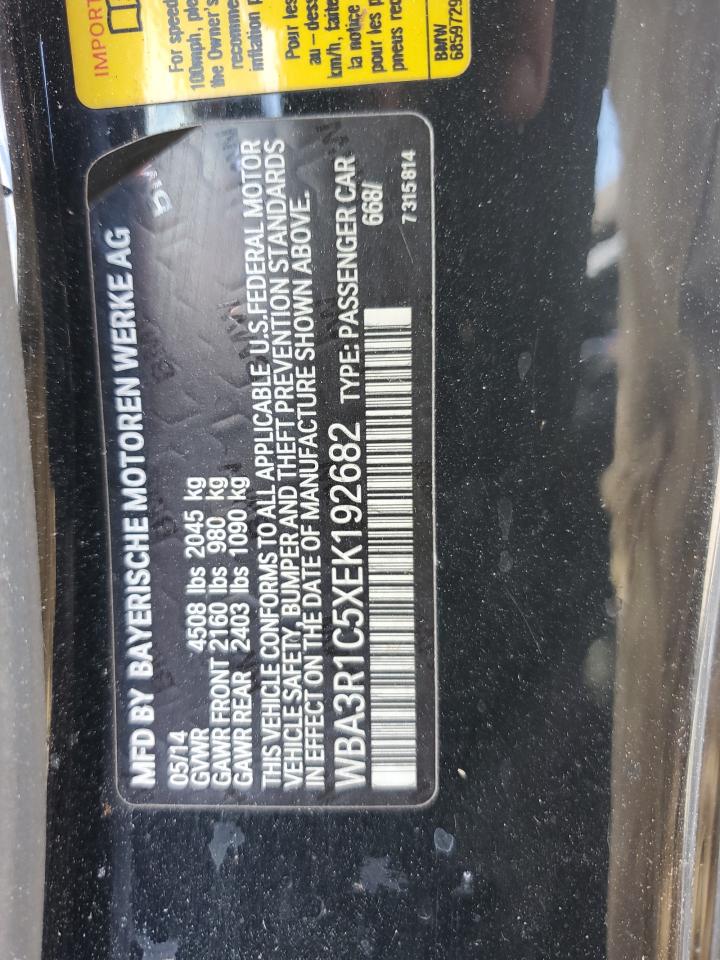 MFD BY BAYERISCHE MOTOREN WERKE AG
05/14
GVWR 4508 lbs 2045 kg
GAWR FRONT 2160 lbs 980 kg
GAWR REAR 2403 lbs 1090 kg
THIS VEHICLE CONFORMS TO ALL APPLICABLE U.S.FEDERAL MOTOR
VEHICLE SAFETY, BUMPER AND THEFT PREVENTION STANDARDS
IN EFFECT ON THE DATE OF MANUFACTURE SHOWN ABOVE.
WBA3R1C5XEK192682 TYPE: PASSENGER CAR
668/
7315814
IMPORT
For speed
100mph, ple
the Owner's
recomme
inflation p
Pour les
au-dess
km/h, faite
la notice
pour les p
pneus rec
BMW
6859729